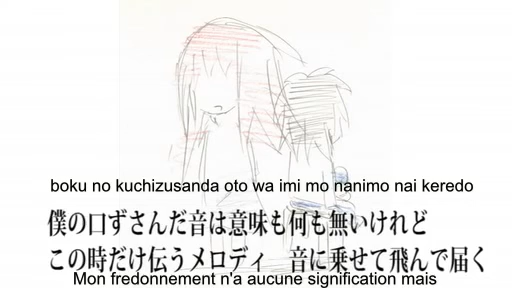 boku no kuchizusanda oto wa imi mo nanimo nai keredo
僕の口ずさんだ音は意味も何も無いけれど
この時だけ伝うメロディ　音に乗せて飛んで届く
Mon fredonnement n'a aucune signification mais